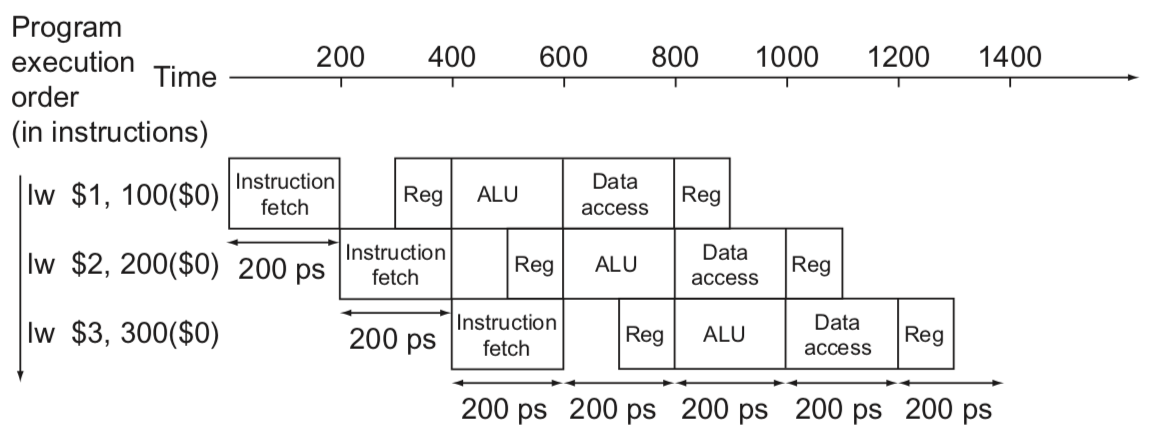 Program
execution
order
(in instructions)
Time
200 400 600 800 1000 1200 1400
lw $1, 100($0)
Instruction
fetch
Reg
ALU
Data
access
Reg
200 ps
lw $2, 200($0)
Instruction
fetch
Reg
ALU
Data
access
Reg
200 ps
lw $3, 300($0)
Instruction
fetch
Reg
ALU
Data
access
Reg
200 ps 200 ps 200 ps 200 ps 200 ps